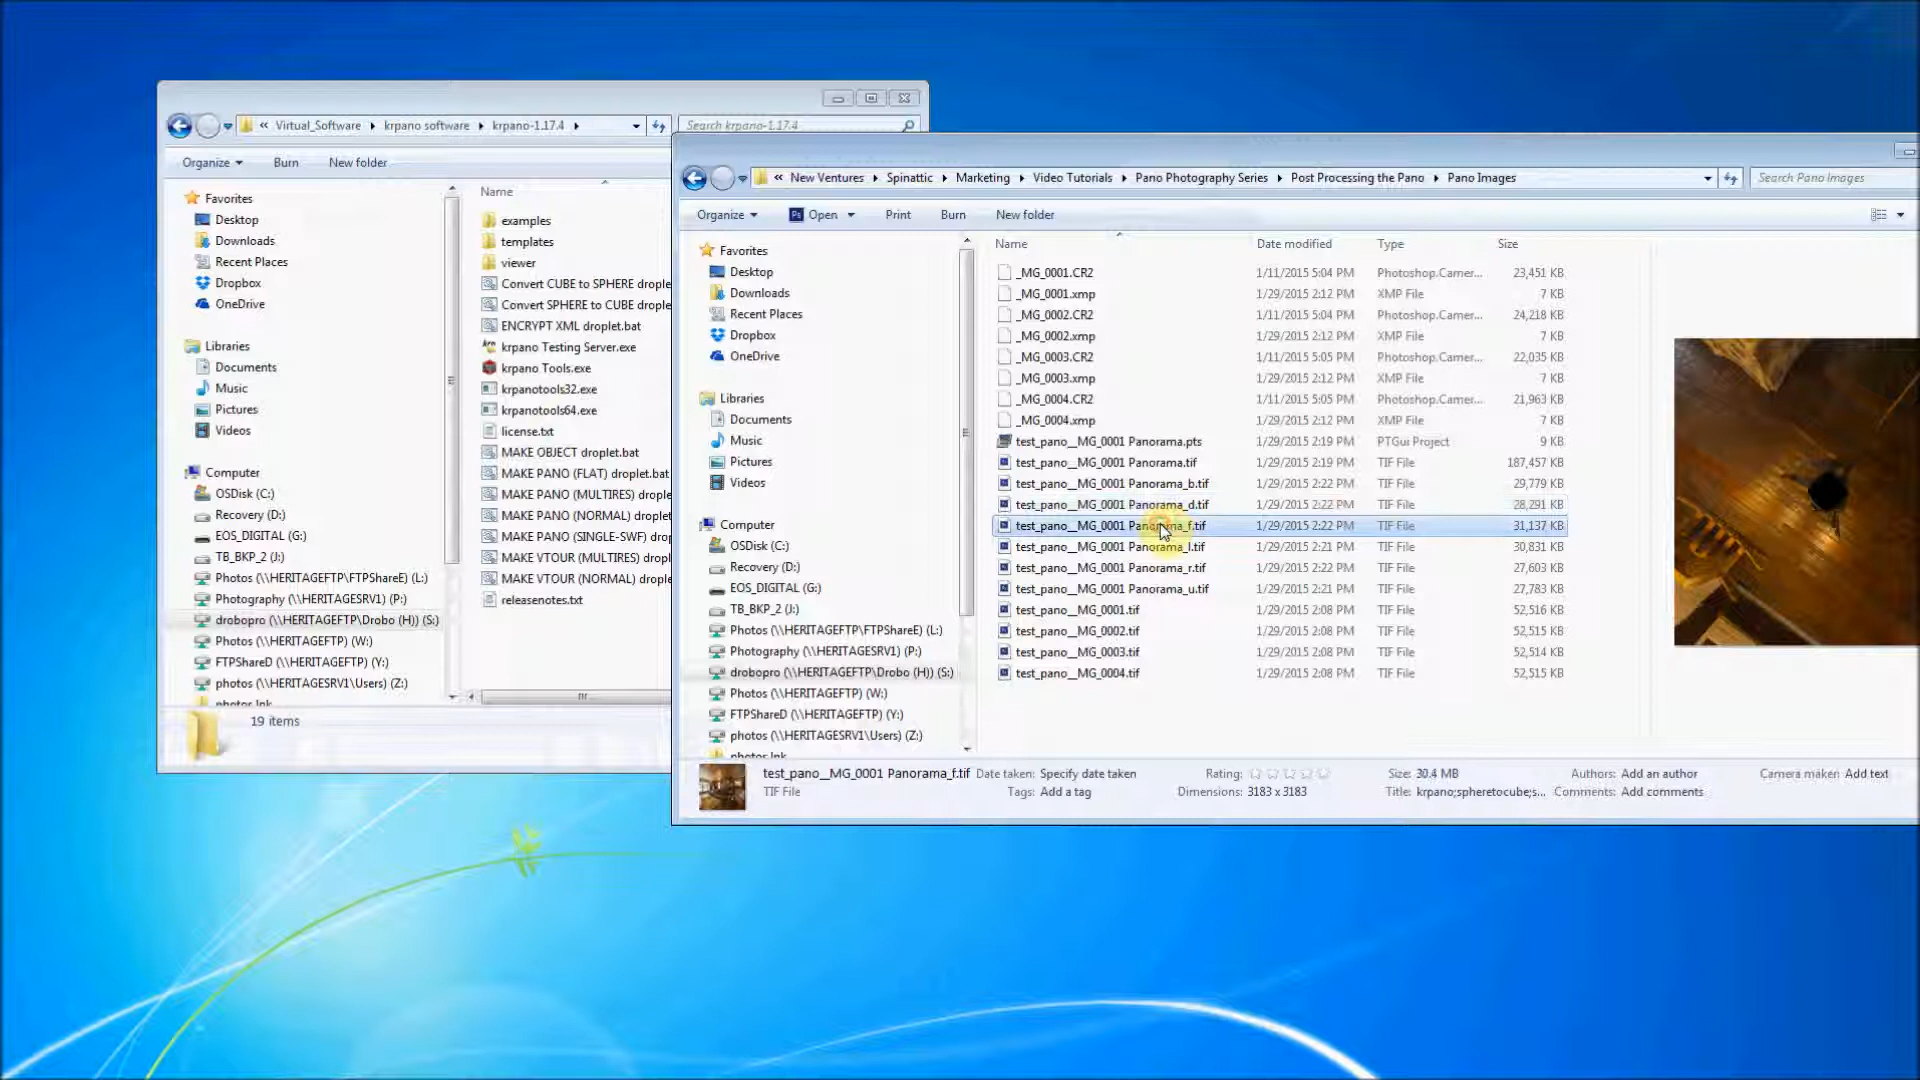 « Virtual_Software ▸ krpano software ▸ krpano-1.17.4 ▸
Search krpano-1.17.4
Organize
Burn
New folder
Name
Favorites
Desktop
Downloads
Recent Places
Dropbox
OneDrive
Libraries
Documents
Music
Pictures
Videos
Computer
OSDisk (C:)
Recovery (D:)
EOS_DIGITAL (G:)
TB_BKP_2 (J:)
Photos (\\HERITAGEFTP\FTPShareE) (L:)
Photography (\\HERITAGESRV1) (P:)
drobopro (\\HERITAGEFTP\Drobo (H)) (S:)
Photos (\\HERITAGEFTP) (W:)
FTPShareD (\\HERITAGEFTP) (Y:)
photos (\\HERITAGESRV1\Users) (Z:)
examples
templates
viewer
Convert CUBE to SPHERE drople
Convert SPHERE to CUBE drople
ENCRYPT XML droplet.bat
krpano Testing Server.exe
krpano Tools.exe
krpanotools32.exe
krpanotools64.exe
license.txt
MAKE OBJECT droplet.bat
MAKE PANO (FLAT) droplet.bat
MAKE PANO (MULTIRES) drople
MAKE PANO (NORMAL) droplet
MAKE PANO (SINGLE-SWF) drop
MAKE VTOUR (MULTIRES) drople
MAKE VTOUR (NORMAL) drople
releasenotes.txt
19 items
« New Ventures ▸ Spinattic ▸ Marketing ▸ Video Tutorials ▸ Pano Photography Series ▸ Post Processing the Pano ▸ Pano Images
Search Pano Images
Organize
Ps Open
Print
Burn
New folder
Favorites
Desktop
Downloads
Recent Places
Dropbox
OneDrive
Libraries
Documents
Music
Pictures
Videos
Computer
OSDisk (C:)
Recovery (D:)
EOS_DIGITAL (G:)
TB_BKP_2 (J:)
Photos (\\HERITAGEFTP\FTPShareE) (L:)
Photography (\\HERITAGESRV1) (P:)
drobopro (\\HERITAGEFTP\Drobo (H)) (S:)
Photos (\\HERITAGEFTP) (W:)
FTPShareD (\\HERITAGEFTP) (Y:)
photos (\\HERITAGESRV1\Users) (Z:)
Name Date modified Type Size
_MG_0001.CR2 1/11/2015 5:04 PM Photoshop.Camer... 23,451 KB
_MG_0001.xmp 1/29/2015 2:12 PM XMP File 7 KB
_MG_0002.CR2 1/11/2015 5:04 PM Photoshop.Camer... 24,218 KB
_MG_0002.xmp 1/29/2015 2:12 PM XMP File 7 KB
_MG_0003.CR2 1/11/2015 5:05 PM Photoshop.Camer... 22,035 KB
_MG_0003.xmp 1/29/2015 2:12 PM XMP File 7 KB
_MG_0004.CR2 1/11/2015 5:05 PM Photoshop.Camer... 21,963 KB
_MG_0004.xmp 1/29/2015 2:12 PM XMP File 7 KB
test_pano__MG_0001 Panorama.pts 1/29/2015 2:19 PM PTGui Project 9 KB
test_pano__MG_0001 Panorama.tif 1/29/2015 2:19 PM TIF File 187,457 KB
test_pano__MG_0001 Panorama_b.tif 1/29/2015 2:22 PM TIF File 29,779 KB
test_pano__MG_0001 Panorama_d.tif 1/29/2015 2:22 PM TIF File 28,291 KB
test_pano__MG_0001 Panorama_f.tif 1/29/2015 2:22 PM TIF File 31,137 KB
test_pano__MG_0001 Panorama_l.tif 1/29/2015 2:21 PM TIF File 30,831 KB
test_pano__MG_0001 Panorama_r.tif 1/29/2015 2:22 PM TIF File 27,603 KB
test_pano__MG_0001 Panorama_u.tif 1/29/2015 2:21 PM TIF File 27,783 KB
test_pano__MG_0001.tif 1/29/2015 2:08 PM TIF File 52,516 KB
test_pano__MG_0002.tif 1/29/2015 2:08 PM TIF File 52,515 KB
test_pano__MG_0003.tif 1/29/2015 2:08 PM TIF File 52,514 KB
test_pano__MG_0004.tif 1/29/2015 2:08 PM TIF File 52,515 KB
test_pano__MG_0001 Panorama_f.tif Date taken: Specify date taken Rating: Size: 30.4 MB Authors: Add an author Camera maker: Add text
TIF File Tags: Add a tag Dimensions: 3183 x 3183 Title: krpano;spheretocube;s... Comments: Add comments